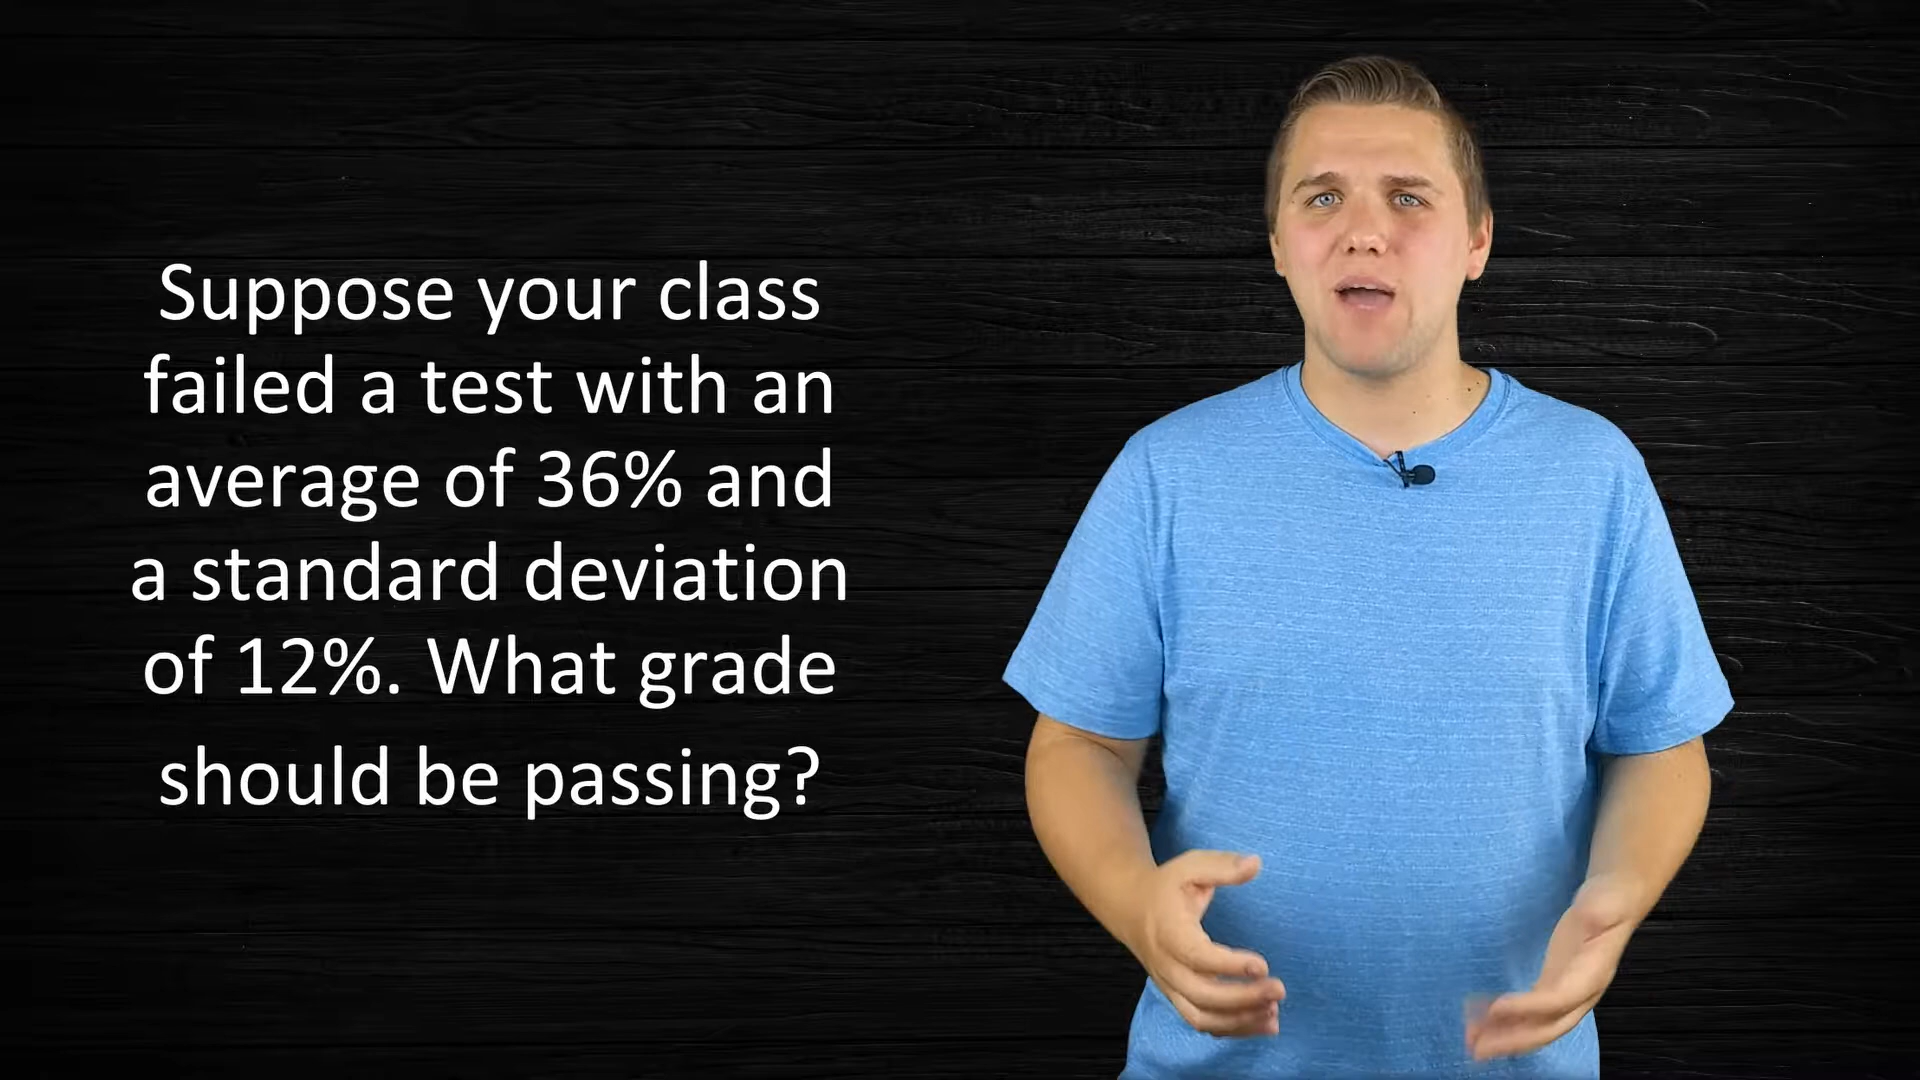 Suppose your class
failed a test with an
average of 36% and
a standard deviation
of 12%. What grade
should be passing?